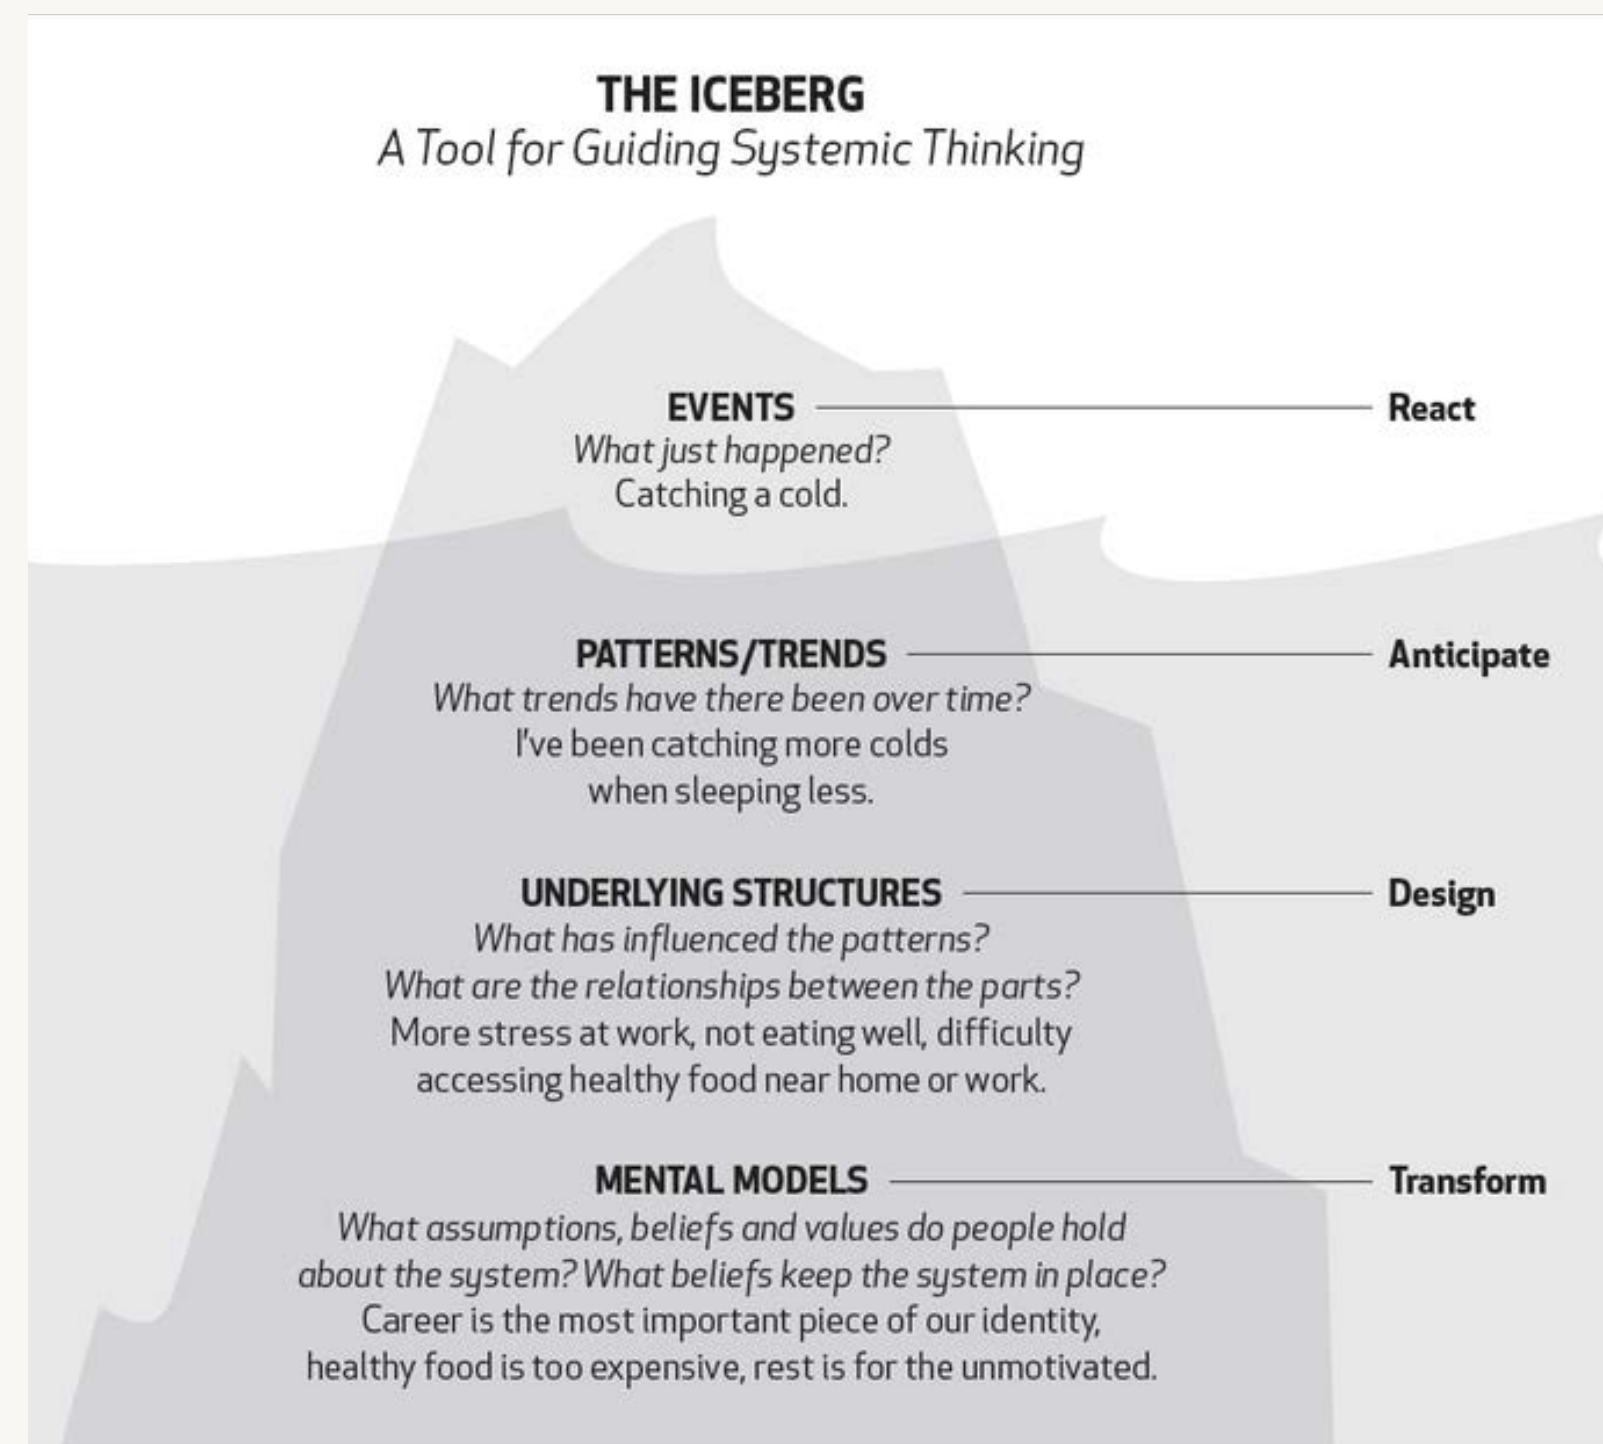 THE ICEBERG
A Tool for Guiding Systemic Thinking
EVENTS React
What just happened?
Catching a cold.
PATTERNS/TRENDS Anticipate
What trends have there been over time?
I've been catching more colds
when sleeping less.
UNDERLYING STRUCTURES Design
What has influenced the patterns?
What are the relationships between the parts?
More stress at work, not eating well, difficulty
accessing healthy food near home or work.
MENTAL MODELS Transform
What assumptions, beliefs and values do people hold
about the system? What beliefs keep the system in place?
Career is the most important piece of our identity,
healthy food is too expensive, rest is for the unmotivated.